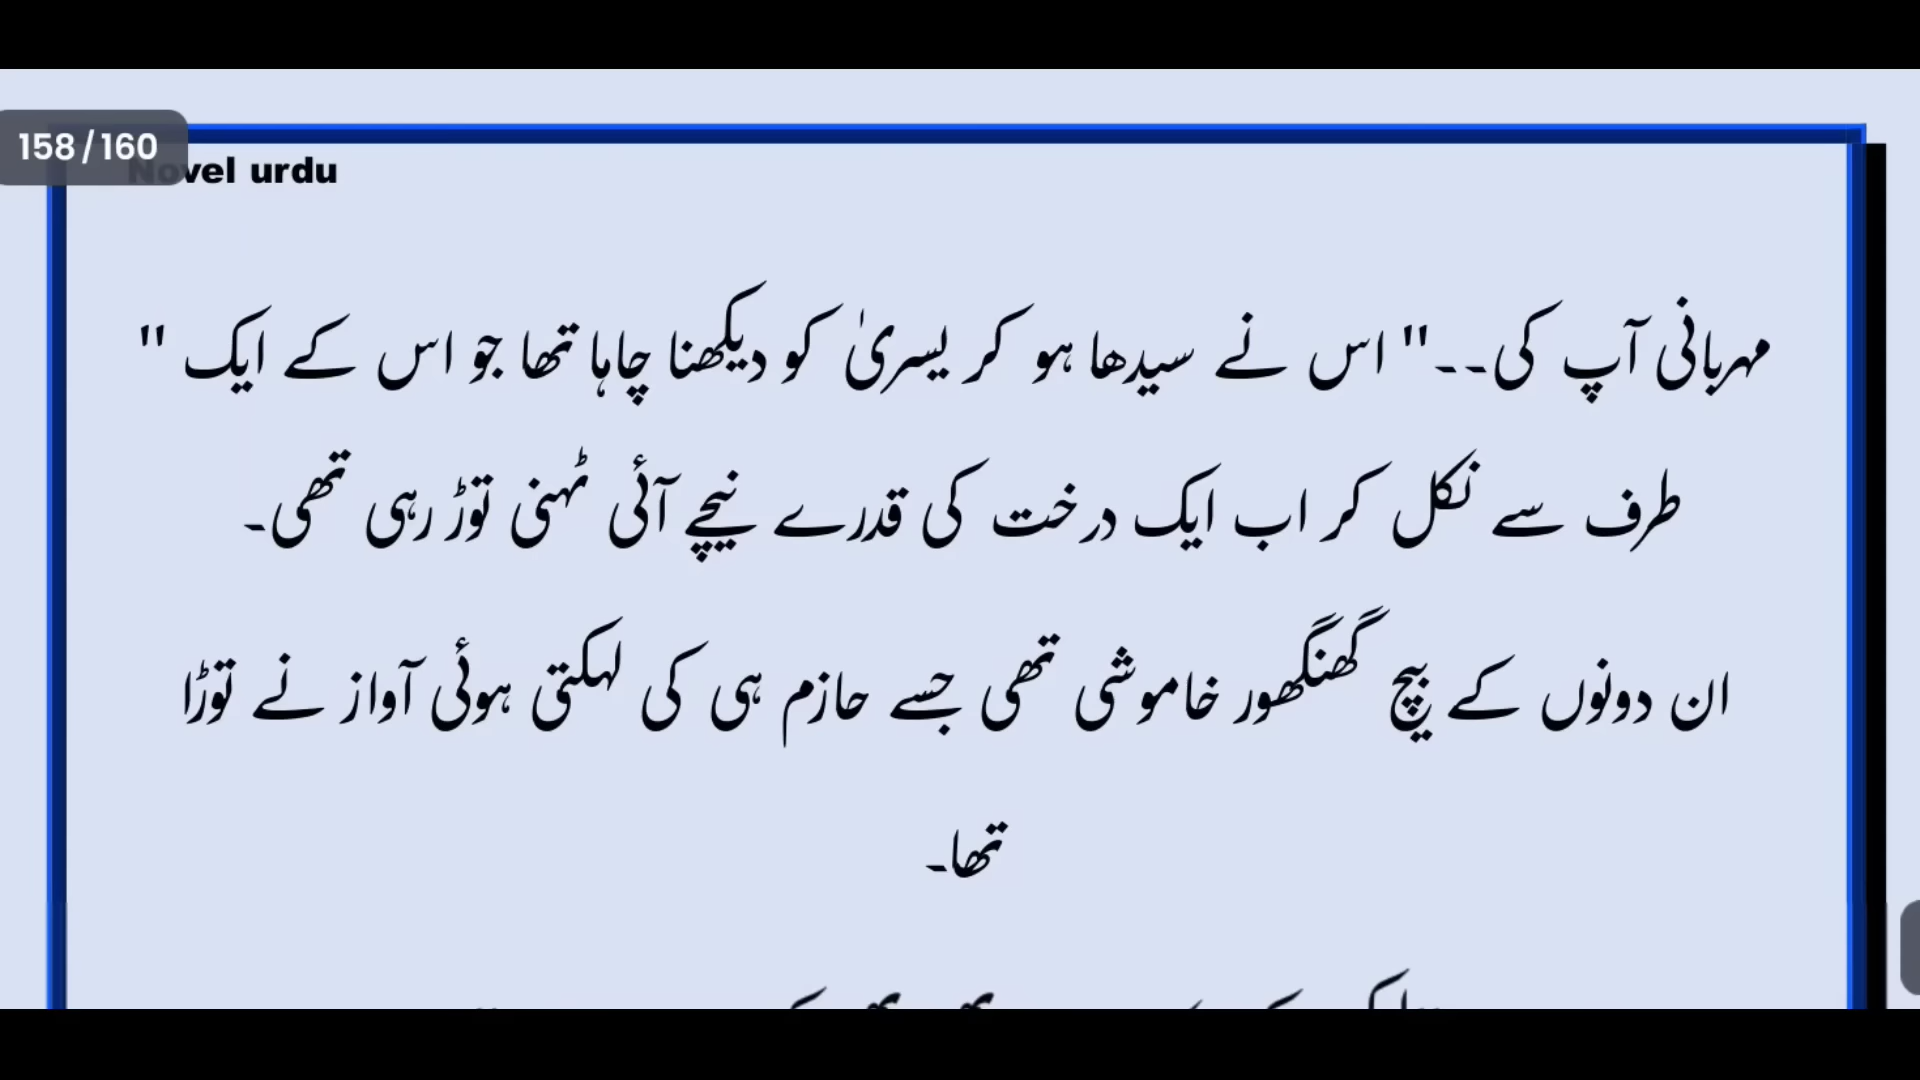 158/160
Novel urdu
مہربانی آپ کی۔۔" اس نے سیدھا ہو کر یسریٰ کو دیکھنا چاہا تھا جو اس کے ایک "
طرف سے نکل کر اب ایک درخت کی قدرے نیچے آئی ٹہنی توڑ رہی تھی۔
ان دونوں کے بیچ گھنگھور خاموشی تھی جسے حازم ہی کی لہکتی ہوئی آواز نے توڑا
تھا۔